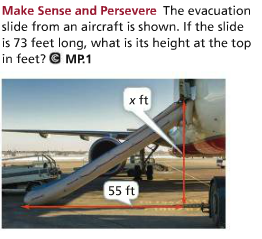 Make Sense and Persevere The evacuation
slide from an aircraft is shown. If the slide
is 73 feet long, what is its height at the top
in feet? C MP.1
x ft
55 ft